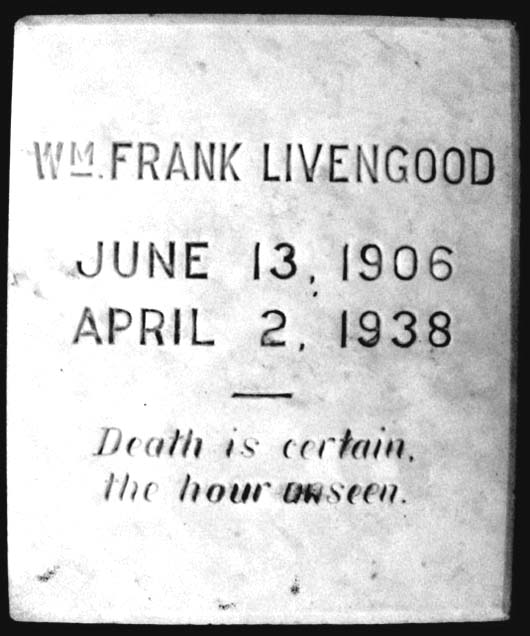 WM. FRANK LIVENGOOD
JUNE 13, 1906
APRIL 2, 1938
Death is certain,
the hour unseen.